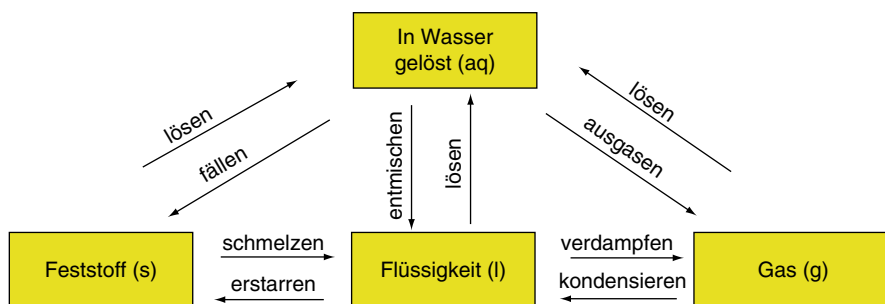 In Wasser
gelöst (aq)
lösen
fällen
entmischen
lösen
ausgasen
lösen
Feststoff (s)
schmelzen
erstarren
Flüssigkeit (l)
verdampfen
kondensieren
Gas (g)